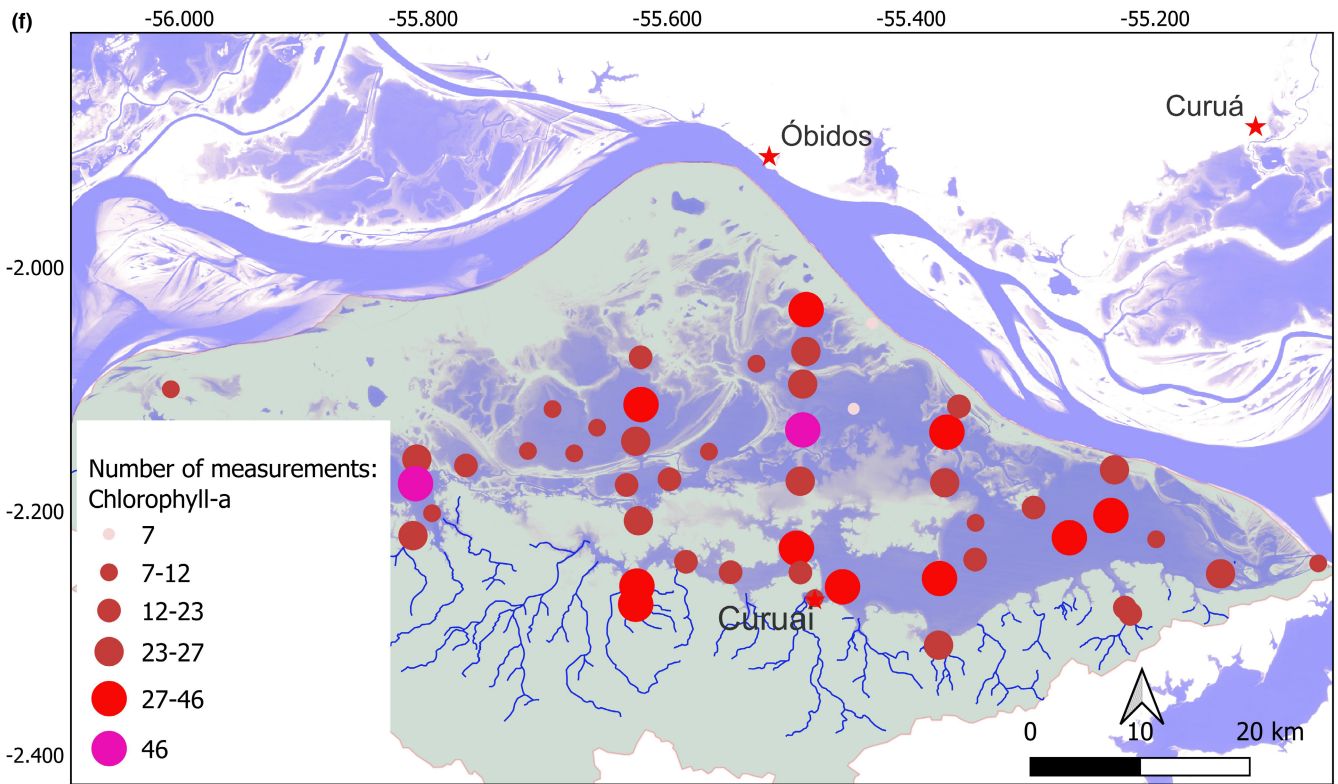 (f)
-56.000 -55.800 -55.600 -55.400 -55.200
Curuá
Óbidos
-2.000
Number of measurements:
Chlorophyll-a
-2.200
7
7-12
12-23
Curuai
23-27
27-46
0 10 20 km
46
-2.400